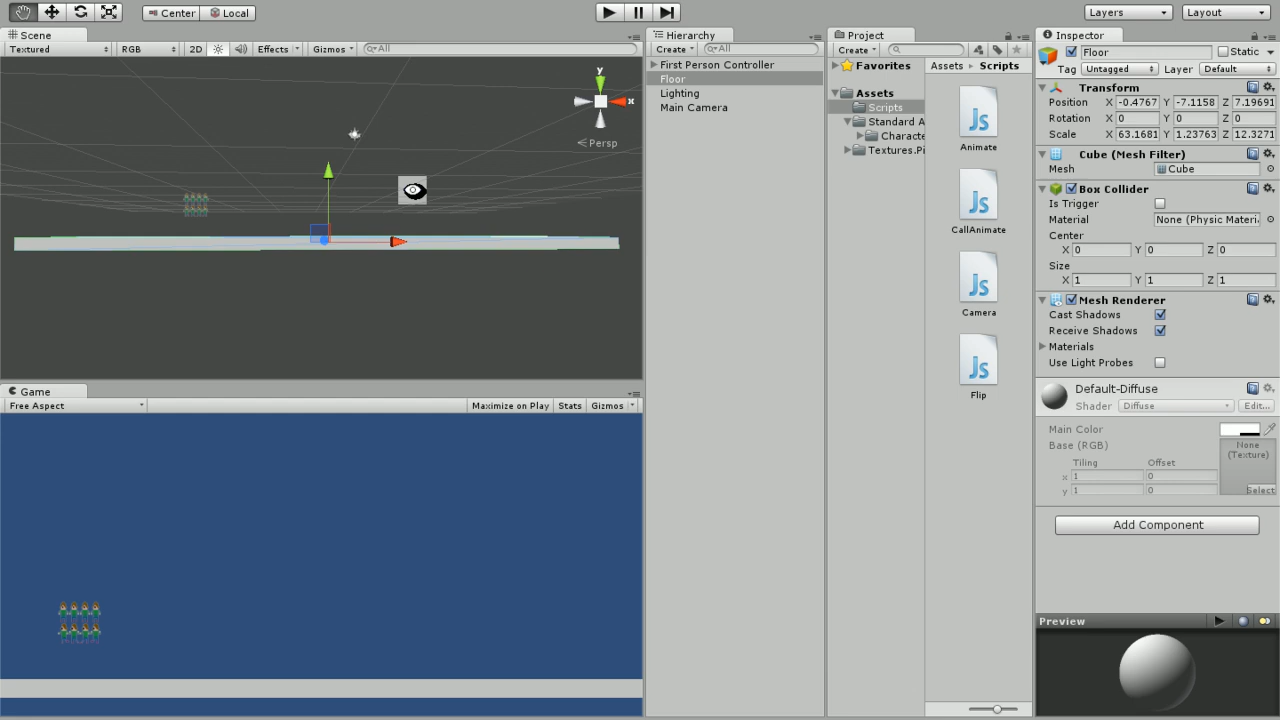 Center Local Layers Layout
Scene
Textured RGB 2D Effects Gizmos All
y
x
Persp
Game
Free Aspect Maximize on Play Stats Gizmos
Hierarchy
Create All
First Person Controller
Floor
Lighting
Main Camera
Project
Create
Favorites
Assets
Scripts
Standard A
Characte
Textures.Pi
Assets Scripts
Js
Animate
Js
CallAnimate
Js
Camera
Js
Flip
Inspector
Floor Static
Tag Untagged Layer Default
Transform
Position X -0.4767 Y -7.1158 Z 7.19691
Rotation X 0 Y 0 Z 0
Scale X 63.1681 Y 1.23763 Z 12.3271
Cube (Mesh Filter)
Mesh Cube
Box Collider
Is Trigger
Material None (Physic Materi
Center
X 0 Y 0 Z 0
Size
X 1 Y 1 Z 1
Mesh Renderer
Cast Shadows
Receive Shadows
Materials
Use Light Probes
Default-Diffuse
Shader Diffuse Edit...
Main Color
Base (RGB) None
(Texture)
Tiling Offset
x 1 0
y 1 0 Select
Add Component
Preview